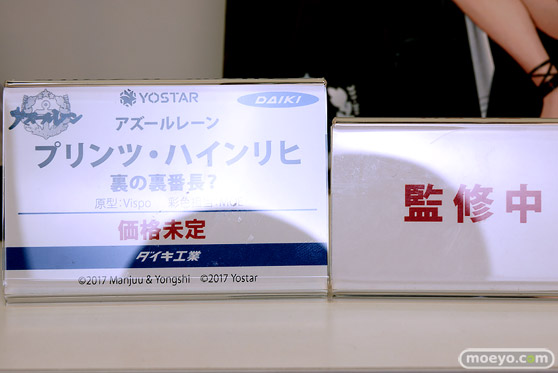 アズールレーン
YOSTAR
DAIKI
アズールレーン
プリンツ・ハインリヒ
裏の裏番長?
原型:Vispo
価格未定
ダイキ工業
©2017 Manjuu & Yongshi ©2017 Yostar
監修中
moeyo.com